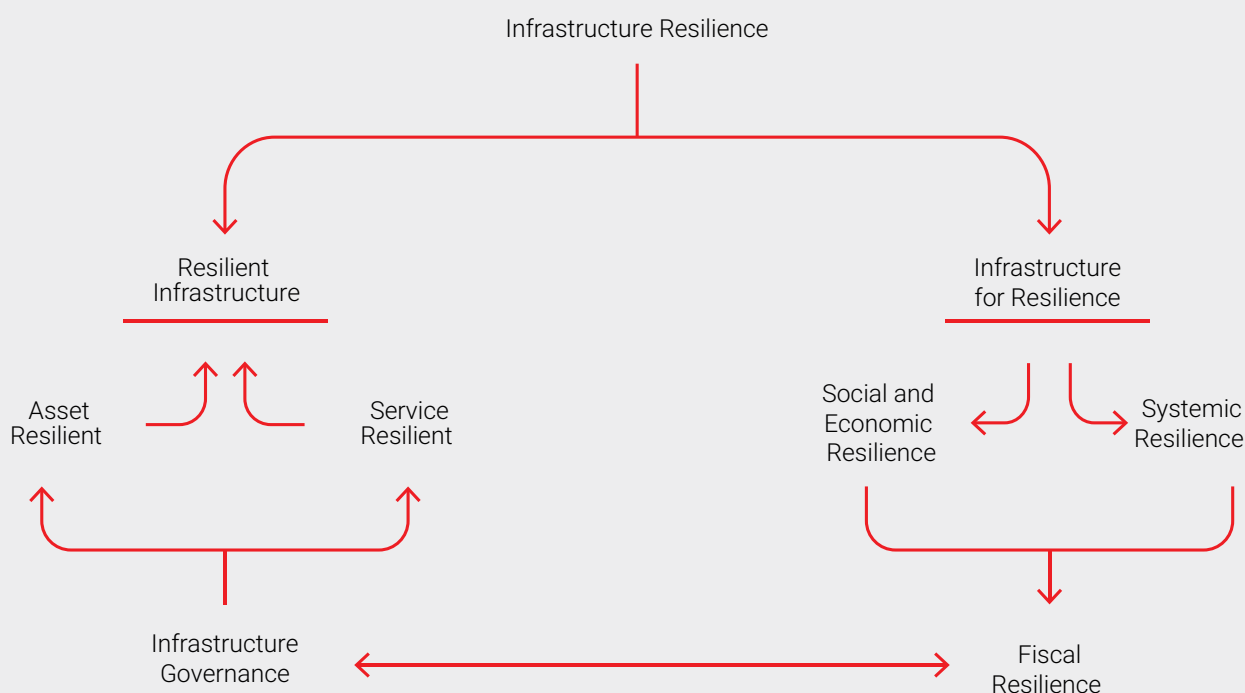 Infrastructure Resilience
Resilient
Infrastructure
Infrastructure
for Resilience
Asset
Resilient
Service
Resilient
Social and
Economic
Resilience
Systemic
Resilience
Infrastructure
Governance
Fiscal
Resilience